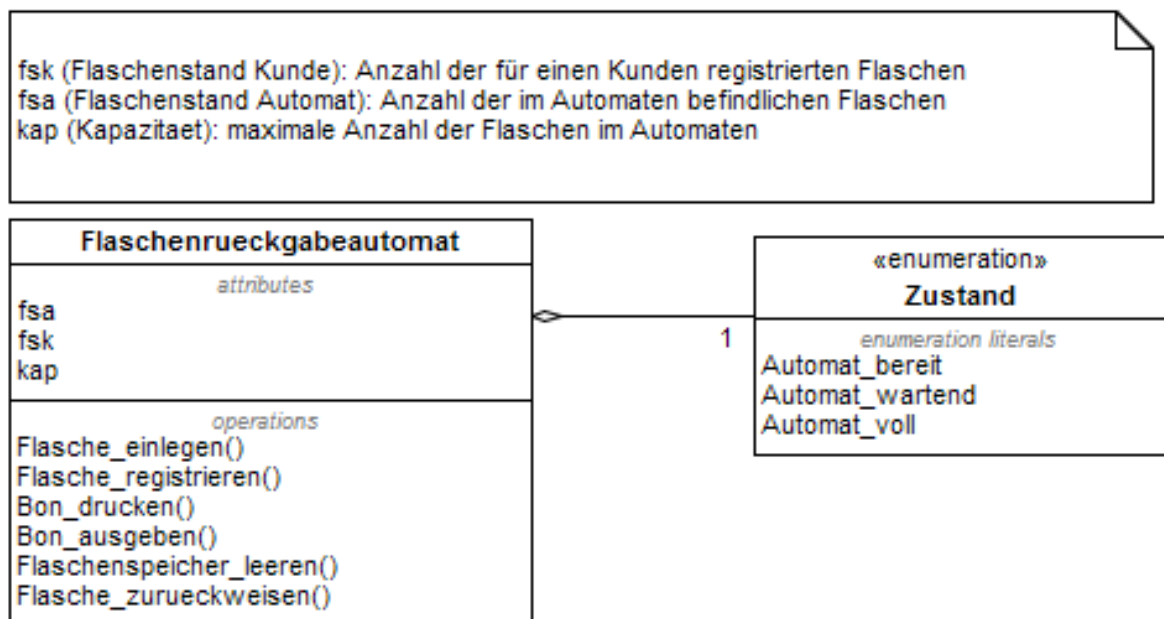 fsk (Flaschenstand Kunde): Anzahl der für einen Kunden registrierten Flaschen
fsa (Flaschenstand Automat): Anzahl der im Automaten befindlichen Flaschen
kap (Kapazitaet): maximale Anzahl der Flaschen im Automaten
Flaschenrueckgabeautomat
attributes
fsa
fsk
kap
operations
Flasche_einlegen()
Flasche_registrieren()
Bon_drucken()
Bon_ausgeben()
Flaschenspeicher_leeren()
Flasche_zurueckweisen()
1
«enumeration»
Zustand
enumeration literals
Automat_bereit
Automat_wartend
Automat_voll